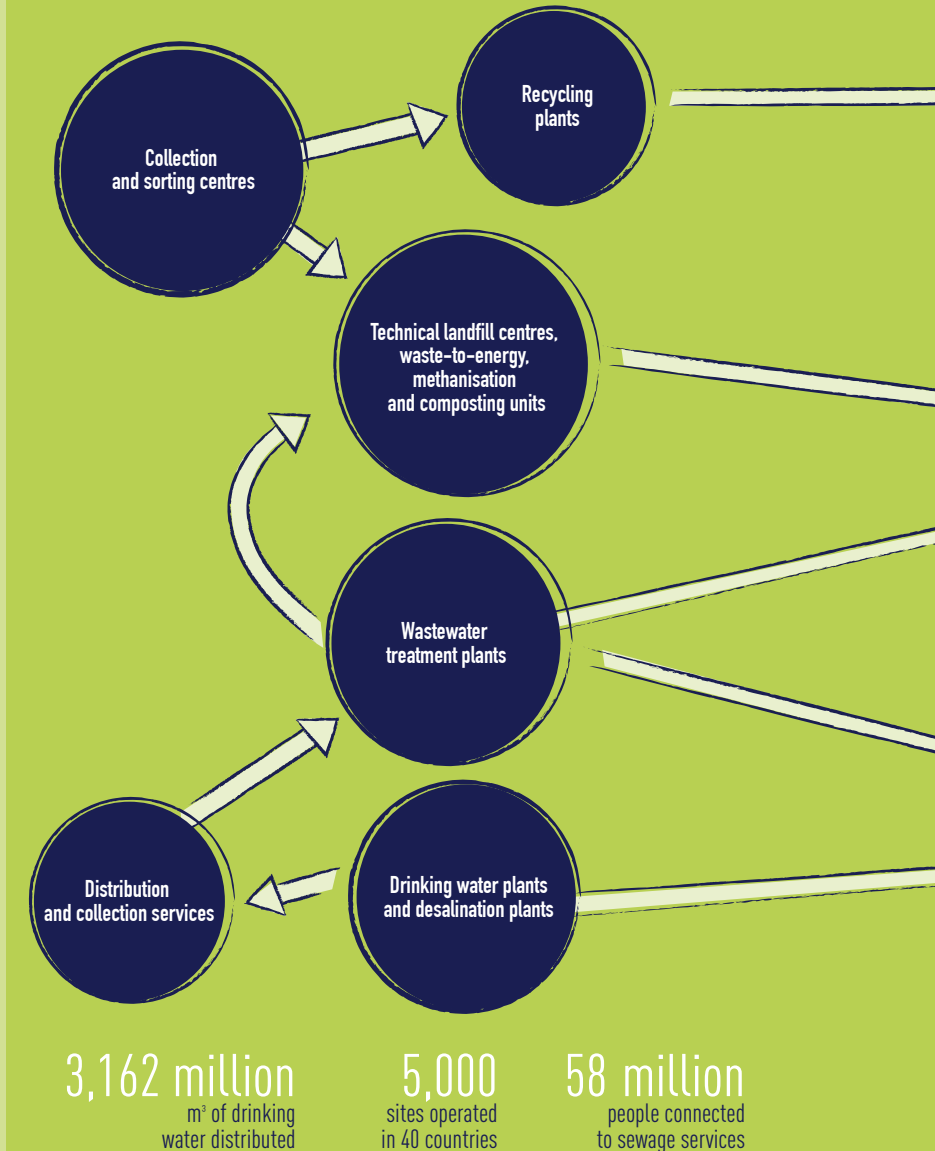 Recycling
plants
Collection
and sorting centres
Technical landfill centres,
waste-to-energy,
methanisation
and composting units
Wastewater
treatment plants
Distribution
and collection services
Drinking water plants
and desalination plants
3,162 million
m³ of drinking
water distributed
5,000
sites operated
in 40 countries
58 million
people connected
to sewage services